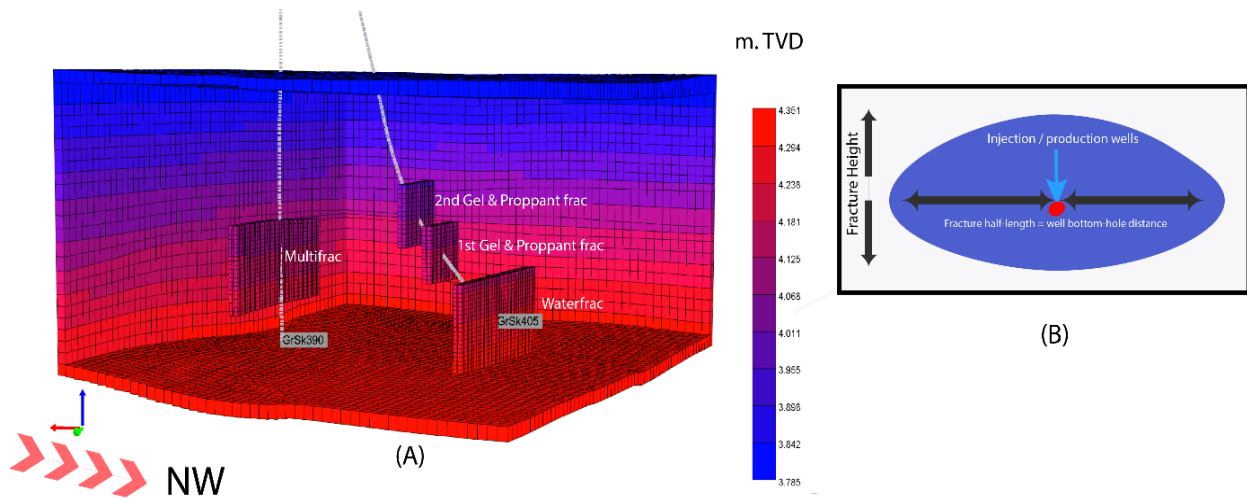 m. TVD
4.351
4.294
4.238
4.181
4.125
4.068
4.011
3.955
3.898
3.842
3.785
2nd Gel & Proppant frac
1st Gel & Proppant frac
Multifrac
Waterfrac
GrSk405
GrSk390
(A)
NW
Fracture Height
Injection / production wells
Fracture half-length = well bottom-hole distance
(B)